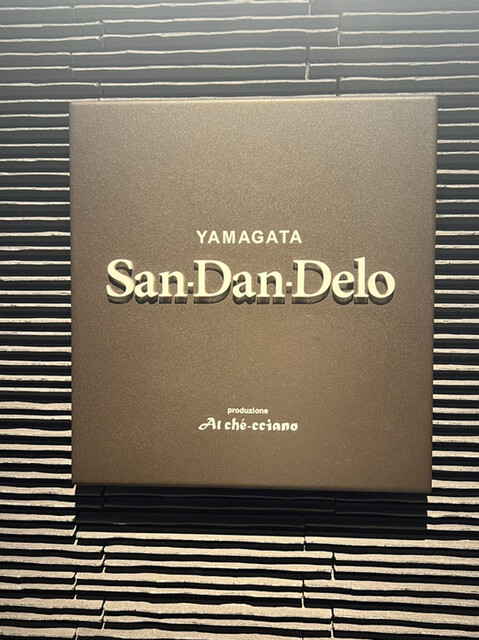 YAMAGATA
San·Dan·Delo
produzione
Al ché-cciano